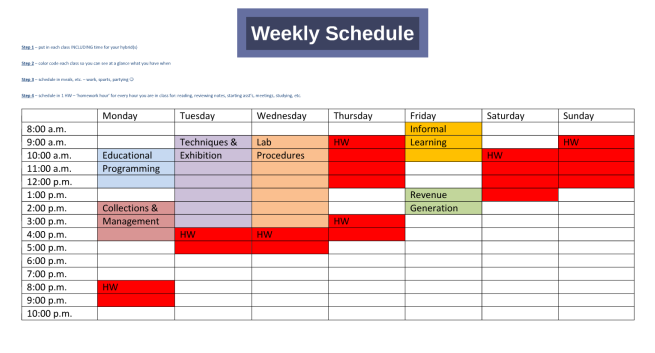 Weekly Schedule
Step 1 – put in each class INCLUDING time for your hybrid(s)
Step 2 – color code each class so you can see at a glance what you have when
Step 3 – schedule in meals, etc. – work, sports, partying ☺
Step 4 – schedule in 1 HW – 'homework hour' for every hour you are in class for: reading, reviewing notes, starting asst's, meetings, studying, etc.
Monday Tuesday Wednesday Thursday Friday Saturday Sunday
8:00 a.m. Informal
9:00 a.m. Techniques & Lab HW Learning HW
10:00 a.m. Educational Exhibition Procedures HW
11:00 a.m. Programming
12:00 p.m.
1:00 p.m. Revenue
2:00 p.m. Collections & Generation
3:00 p.m. Management HW
4:00 p.m. HW HW
5:00 p.m.
6:00 p.m.
7:00 p.m.
8:00 p.m. HW
9:00 p.m.
10:00 p.m.